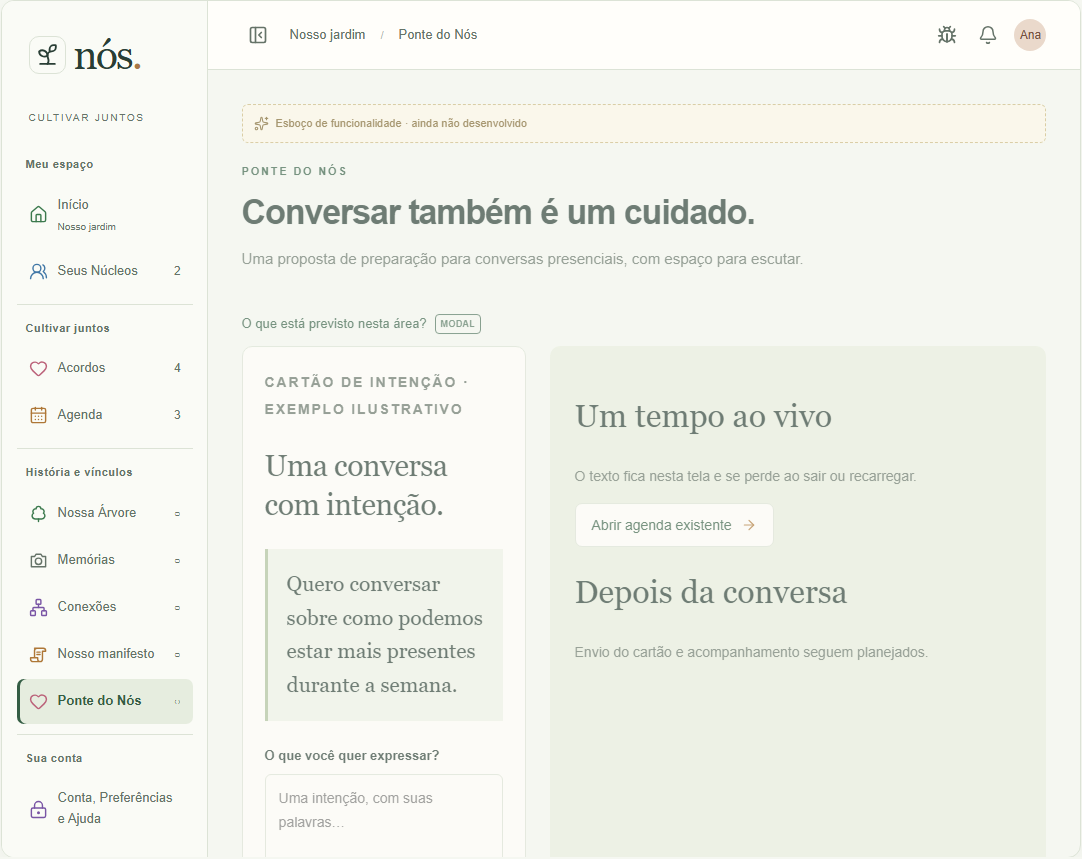 nós.
CULTIVAR JUNTOS
Meu espaço
Início
Nosso jardim
Seus Núcleos 2
Cultivar juntos
Acordos 4
Agenda 3
História e vínculos
Nossa Árvore
Memórias
Conexões
Nosso manifesto
Ponte do Nós
Sua conta
Conta, Preferências
e Ajuda
Nosso jardim / Ponte do Nós
Ana
Esboço de funcionalidade · ainda não desenvolvido
PONTE DO NÓS
Conversar também é um cuidado.
Uma proposta de preparação para conversas presenciais, com espaço para escutar.
O que está previsto nesta área? MODAL
CARTÃO DE INTENÇÃO ·
EXEMPLO ILUSTRATIVO
Uma conversa
com intenção.
Quero conversar
sobre como podemos
estar mais presentes
durante a semana.
O que você quer expressar?
Uma intenção, com suas
palavras...
Um tempo ao vivo
O texto fica nesta tela e se perde ao sair ou recarregar.
Abrir agenda existente
Depois da conversa
Envio do cartão e acompanhamento seguem planejados.